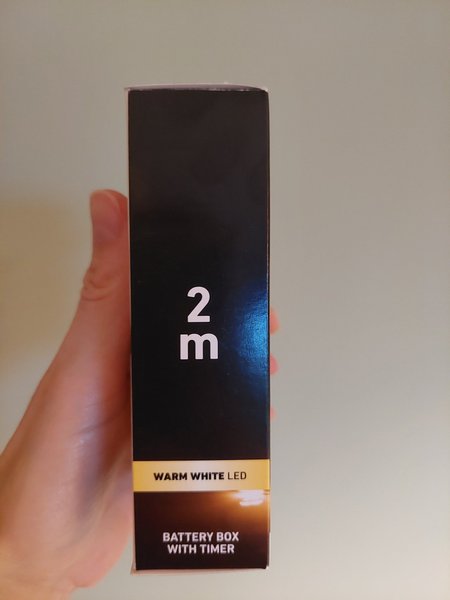 2
m
WARM WHITE LED
BATTERY BOX
WITH TIMER